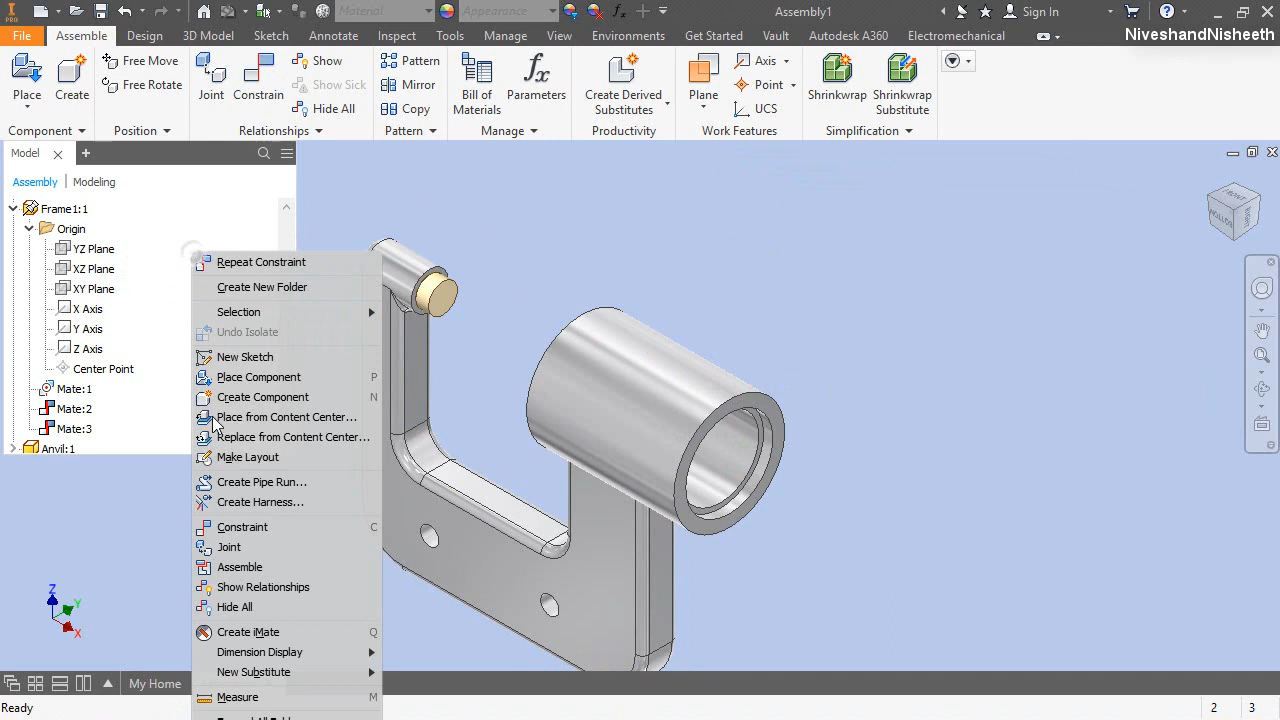 PRO
Material
Appearance
Assembly1
Sign In
File
Assemble
Design
3D Model
Sketch
Annotate
Inspect
Tools
Manage
View
Environments
Get Started
Vault
Autodesk A360
Electromechanical
NiveshandNisheeth
Place
Create
Free Move
Free Rotate
Joint
Constrain
Show
Show Sick
Hide All
Pattern
Mirror
Copy
Bill of
Materials
Parameters
Create Derived
Substitutes
Plane
Axis
Point
UCS
Shrinkwrap
Shrinkwrap
Substitute
Component
Position
Relationships
Pattern
Manage
Productivity
Work Features
Simplification
Model
Assembly
Modeling
Frame1:1
Origin
YZ Plane
XZ Plane
XY Plane
X Axis
Y Axis
Z Axis
Center Point
Mate:1
Mate:2
Mate:3
Anvil:1
Repeat Constraint
Create New Folder
Selection
Undo Isolate
New Sketch
Place Component P
Create Component N
Place from Content Center...
Replace from Content Center...
Make Layout
Create Pipe Run...
Create Harness...
Constraint C
Joint
Assemble
Show Relationships
Hide All
Create iMate Q
Dimension Display
New Substitute
Measure M
FRONT
BOTTOM
Z
Y
X
My Home
Ready
2
3